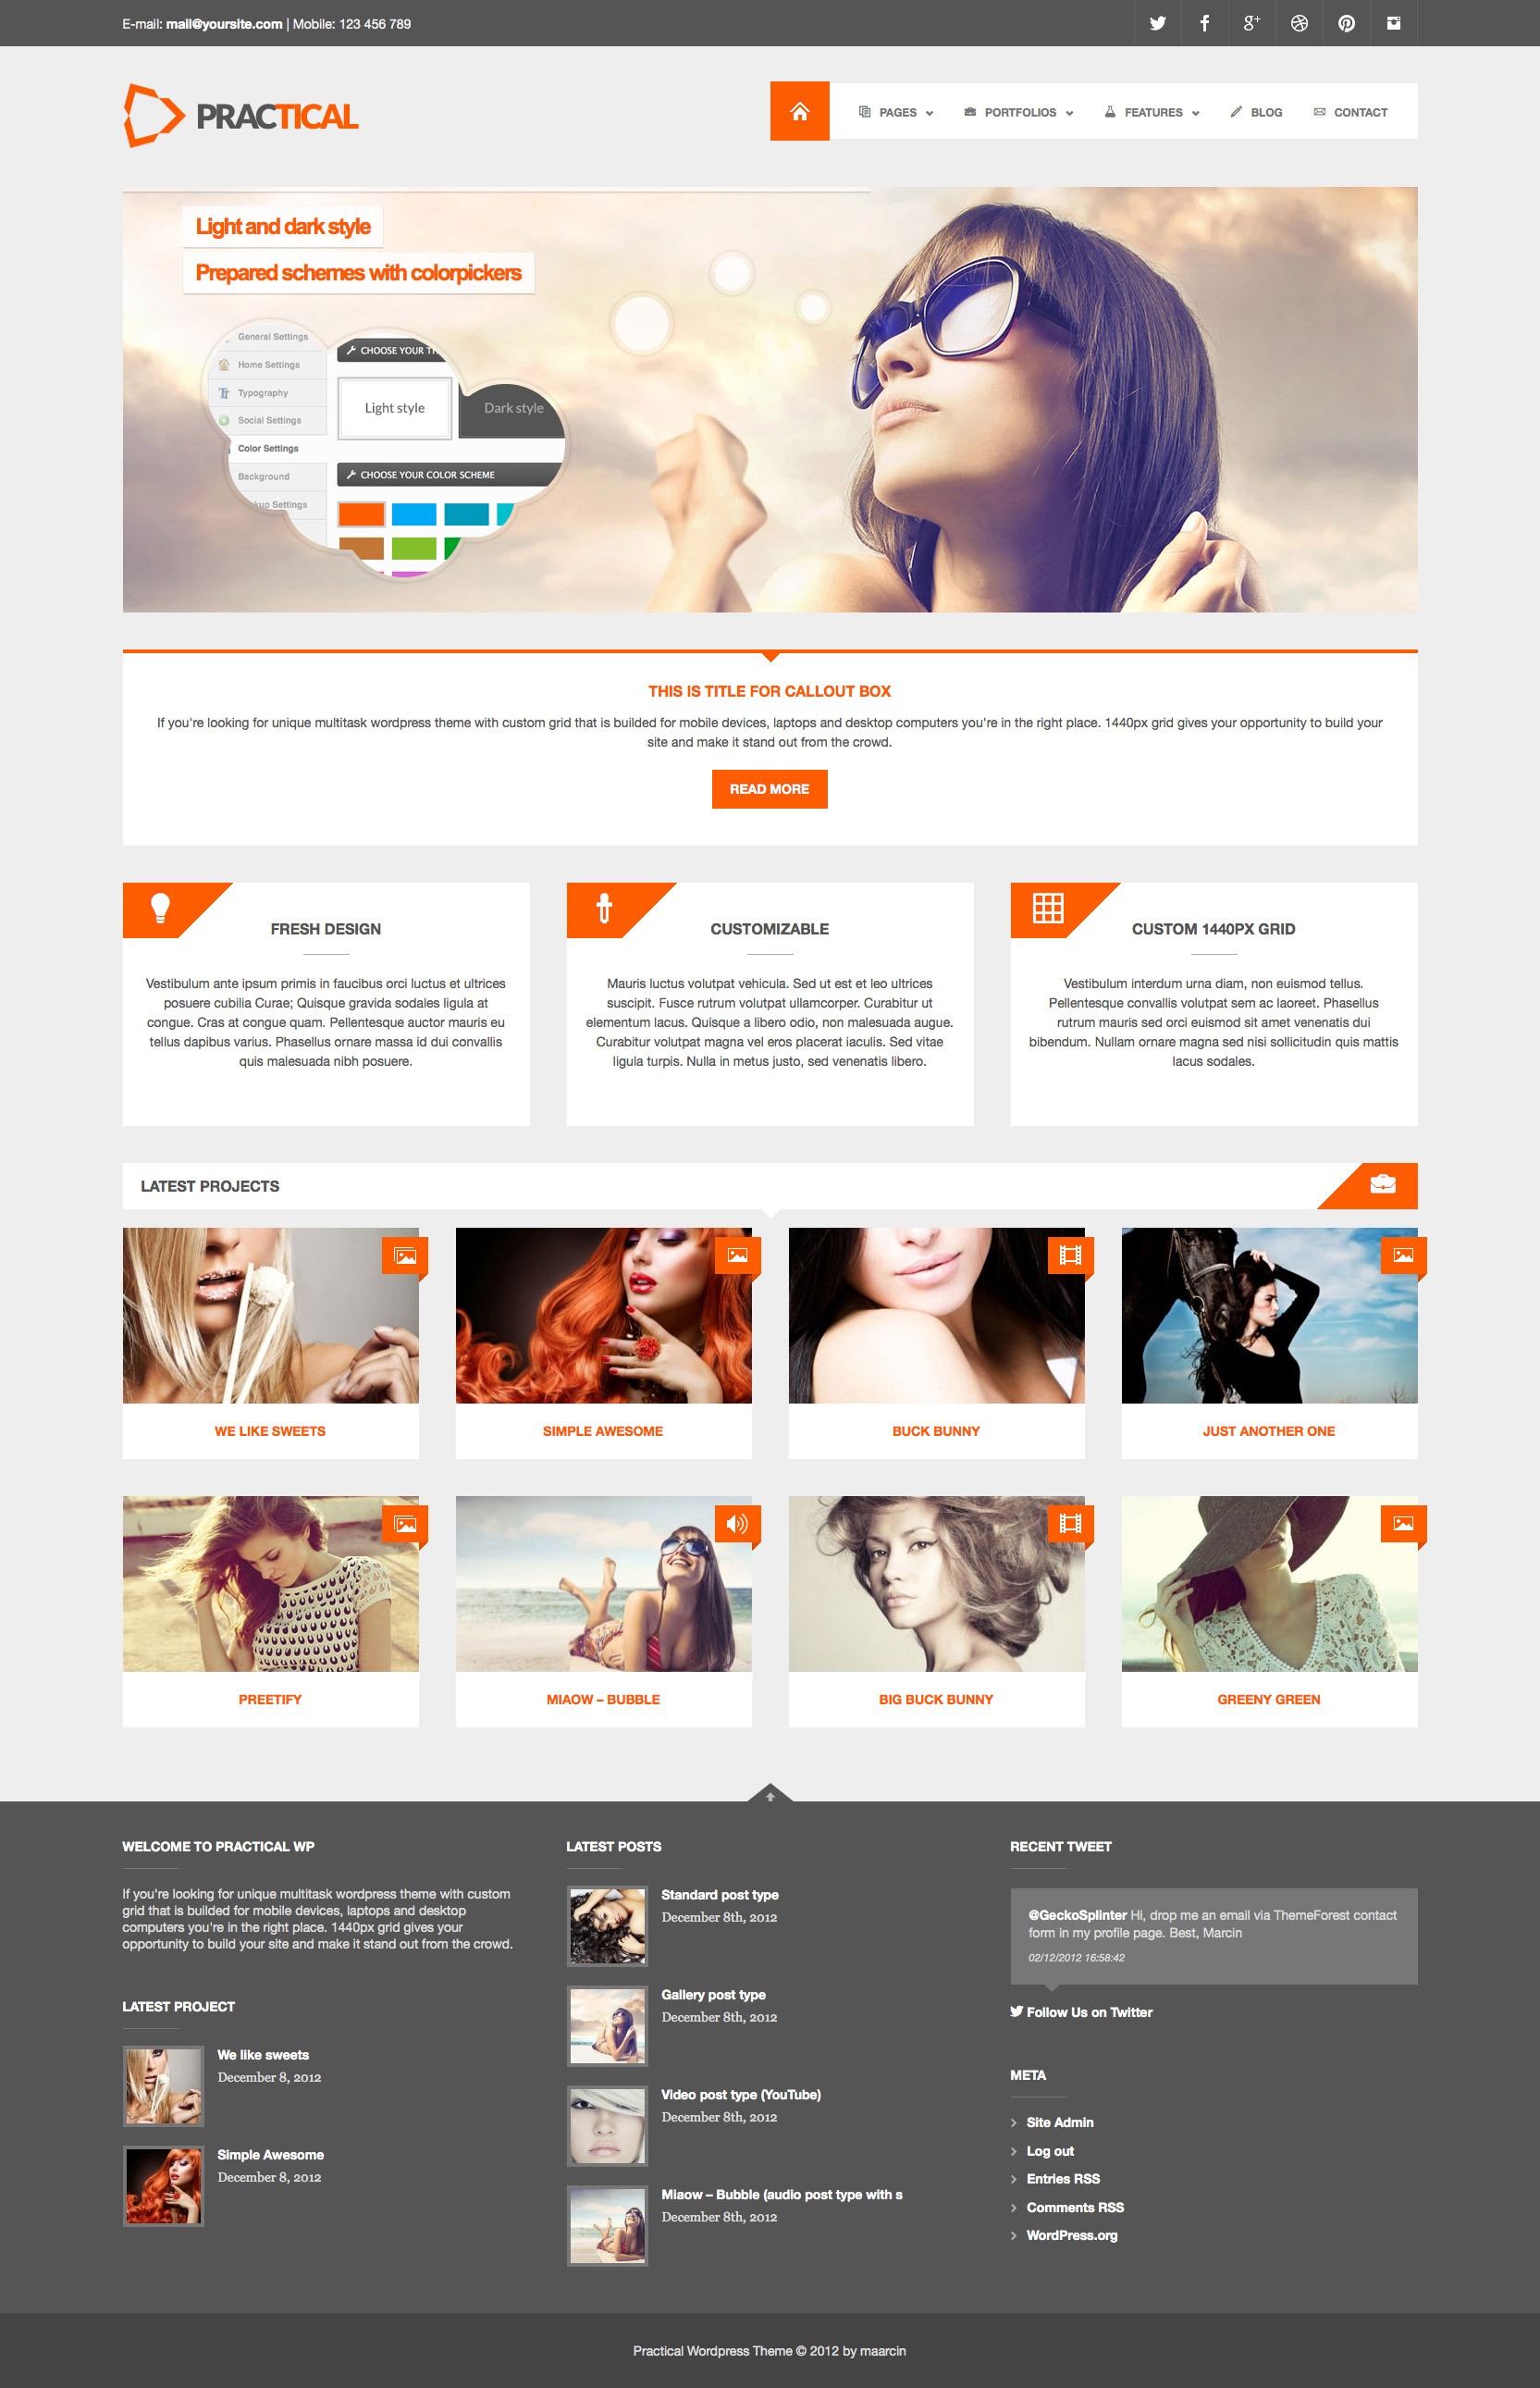 E-mail: mail@yoursite.com | Mobile: 123 456 789
PRACTICAL
PAGES
PORTFOLIOS
FEATURES
BLOG
CONTACT
Light and dark style
Prepared schemes with colorpickers
General Settings
Home Settings
Typography
Social Settings
Color Settings
Background
Settings
CHOOSE YOUR
Light style
Dark style
CHOOSE YOUR COLOR SCHEME
THIS IS TITLE FOR CALLOUT BOX
If you're looking for unique multitask wordpress theme with custom grid that is builded for mobile devices, laptops and desktop computers you're in the right place. 1440px grid gives your opportunity to build your
site and make it stand out from the crowd.
READ MORE
FRESH DESIGN
Vestibulum ante ipsum primis in faucibus orci luctus et ultrices
posuere cubilia Curae; Quisque gravida sodales ligula at
congue. Cras at congue quam. Pellentesque auctor mauris eu
tellus dapibus varius. Phasellus ornare massa id dui convallis
quis malesuada nibh posuere.
CUSTOMIZABLE
Mauris luctus volutpat vehicula. Sed ut est et leo ultrices
suscipit. Fusce rutrum volutpat ullamcorper. Curabitur ut
elementum lacus. Quisque a libero odio, non malesuada augue.
Curabitur volutpat magna vel eros placerat iaculis. Sed vitae
ligula turpis. Nulla in metus justo, sed venenatis libero.
CUSTOM 1440PX GRID
Vestibulum interdum urna diam, non euismod tellus.
Pellentesque convallis volutpat sem ac laoreet. Phasellus
rutrum mauris sed orci euismod sit amet venenatis dui
bibendum. Nullam ornare magna sed nisi sollicitudin quis mattis
lacus sodales.
LATEST PROJECTS
WE LIKE SWEETS
SIMPLE AWESOME
BUCK BUNNY
JUST ANOTHER ONE
PREETIFY
MIAOW – BUBBLE
BIG BUCK BUNNY
GREENY GREEN
WELCOME TO PRACTICAL WP
If you're looking for unique multitask wordpress theme with custom
grid that is builded for mobile devices, laptops and desktop
computers you're in the right place. 1440px grid gives your
opportunity to build your site and make it stand out from the crowd.
LATEST PROJECT
We like sweets
December 8, 2012
Simple Awesome
December 8, 2012
LATEST POSTS
Standard post type
December 8th, 2012
Gallery post type
December 8th, 2012
Video post type (YouTube)
December 8th, 2012
Miaow – Bubble (audio post type with s
December 8th, 2012
RECENT TWEET
@GeckoSplinter Hi, drop me an email via ThemeForest contact
form in my profile page. Best, Marcin
02/12/2012 16:58:42
Follow Us on Twitter
META
Site Admin
Log out
Entries RSS
Comments RSS
WordPress.org
Practical Wordpress Theme © 2012 by maarcin